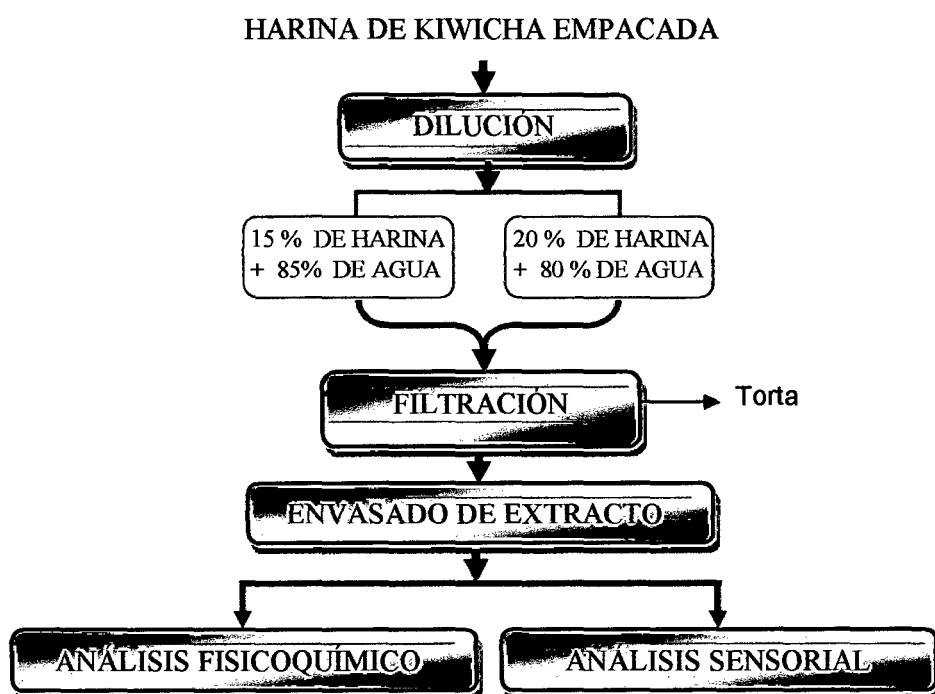 HARINA DE KIWICHA EMPACADA
DILUCIÓN
15 % DE HARINA
+ 85% DE AGUA
20 % DE HARINA
+ 80 % DE AGUA
FILTRACIÓN
Torta
ENVASADO DE EXTRACTO
ANÁLISIS FISICOQUÍMICO
ANÁLISIS SENSORIAL